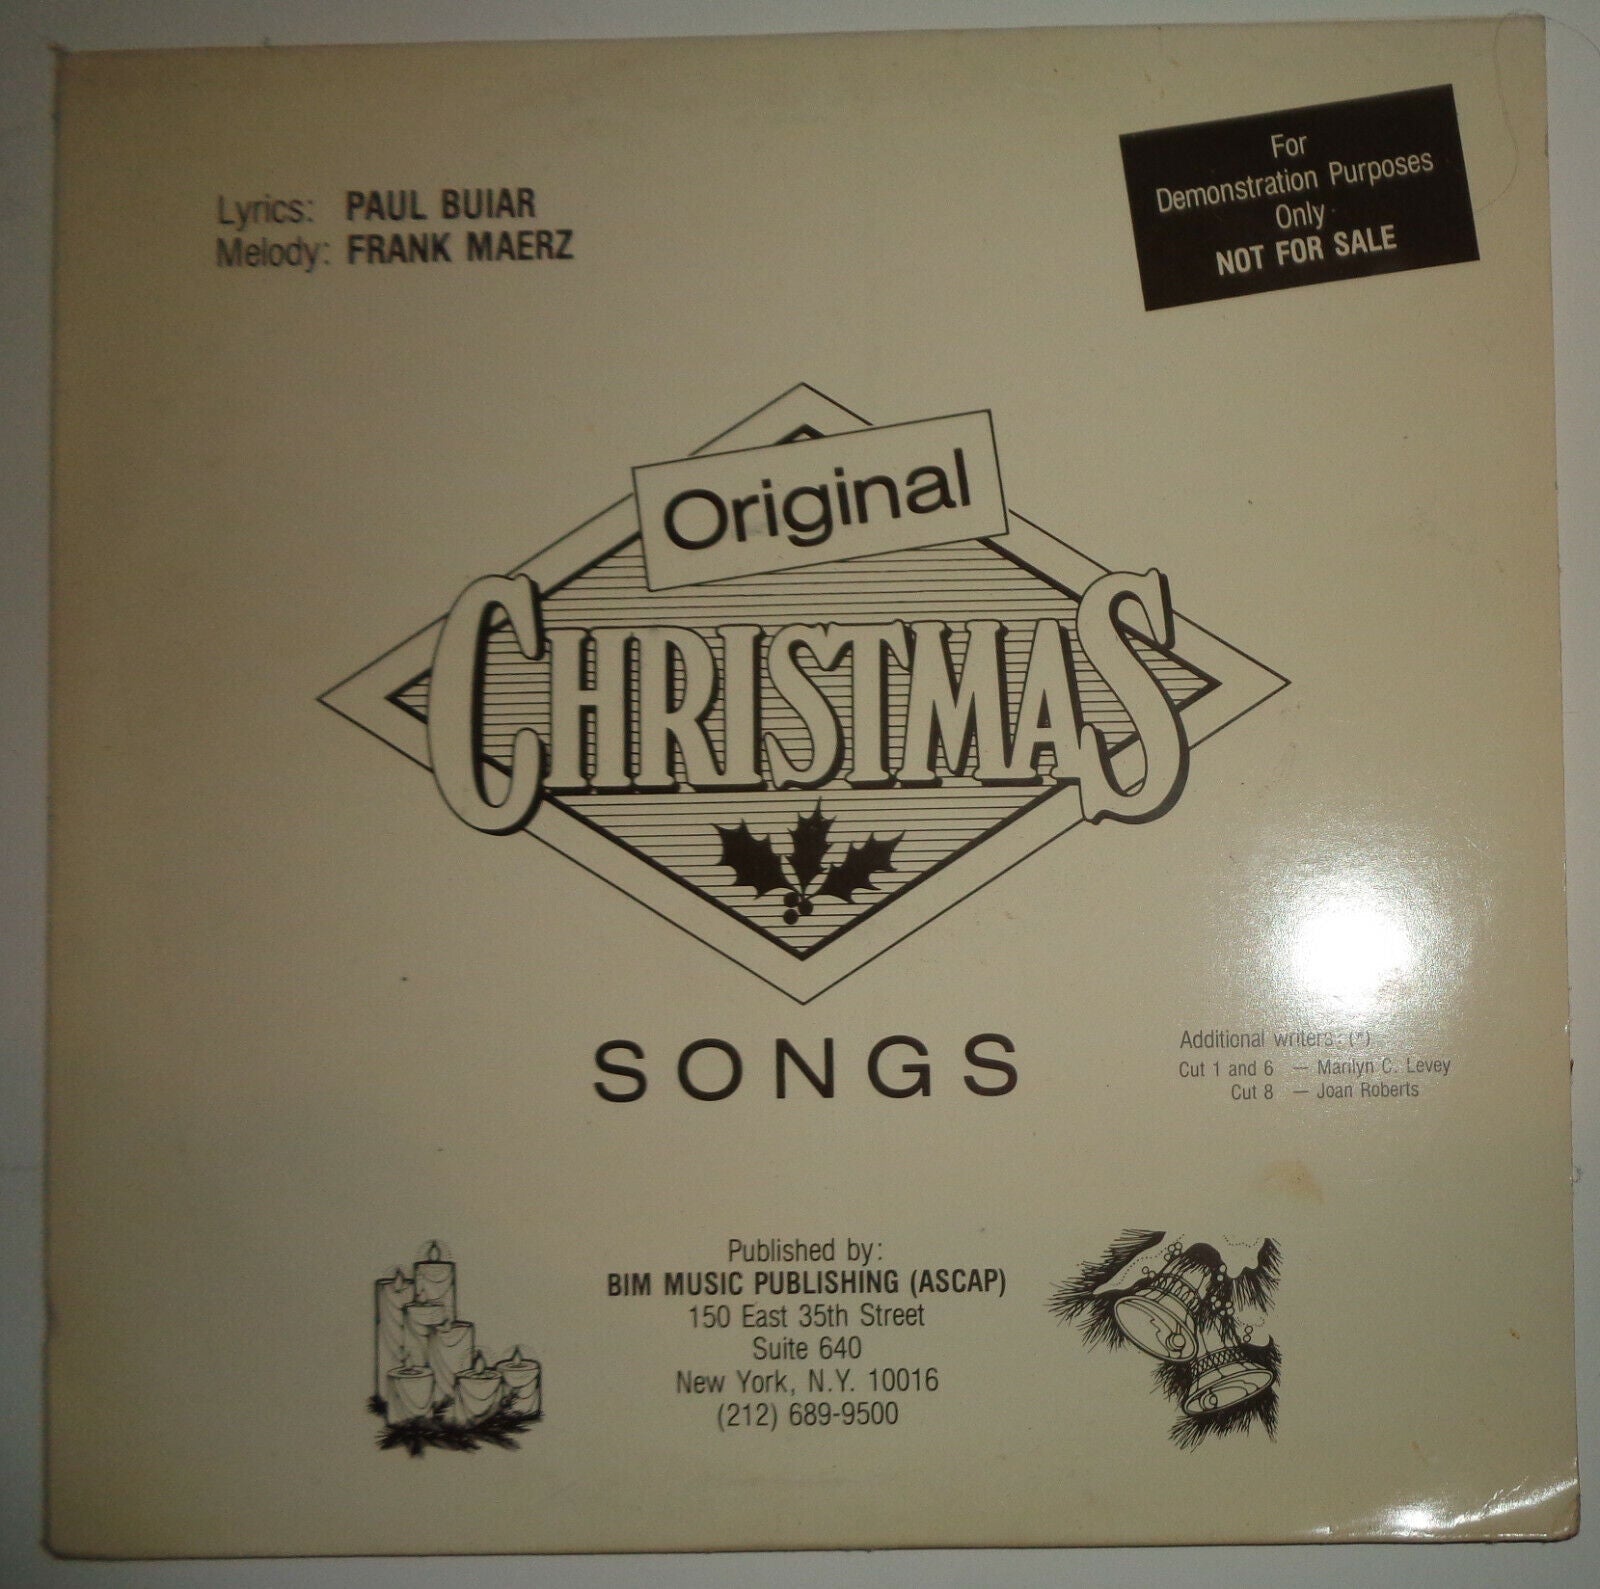 Lyrics: PAUL BUIAR
Melody: FRANK MAERZ
For
Demonstration Purposes
Only
NOT FOR SALE
Original
CHRISTMAS
SONGS
Additional writers: (*)
Cut 1 and 6 — Marilyn C. Levey
Cut 8 — Joan Roberts
Published by:
BIM MUSIC PUBLISHING (ASCAP)
150 East 35th Street
Suite 640
New York, N.Y. 10016
(212) 689-9500